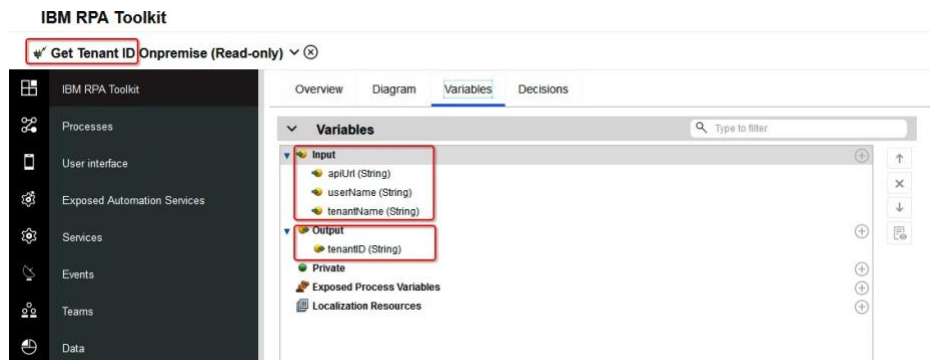 IBM RPA Toolkit
Get Tenant ID Onpremise (Read-only)
IBM RPA Toolkit
Processes
User interface
Exposed Automation Services
Services
Events
Teams
Data
Overview Diagram Variables Decisions
Variables
Type to filter
Input
apiUrl (String)
userName (String)
tenantName (String)
Output
tenantID (String)
Private
Exposed Process Variables
Localization Resources